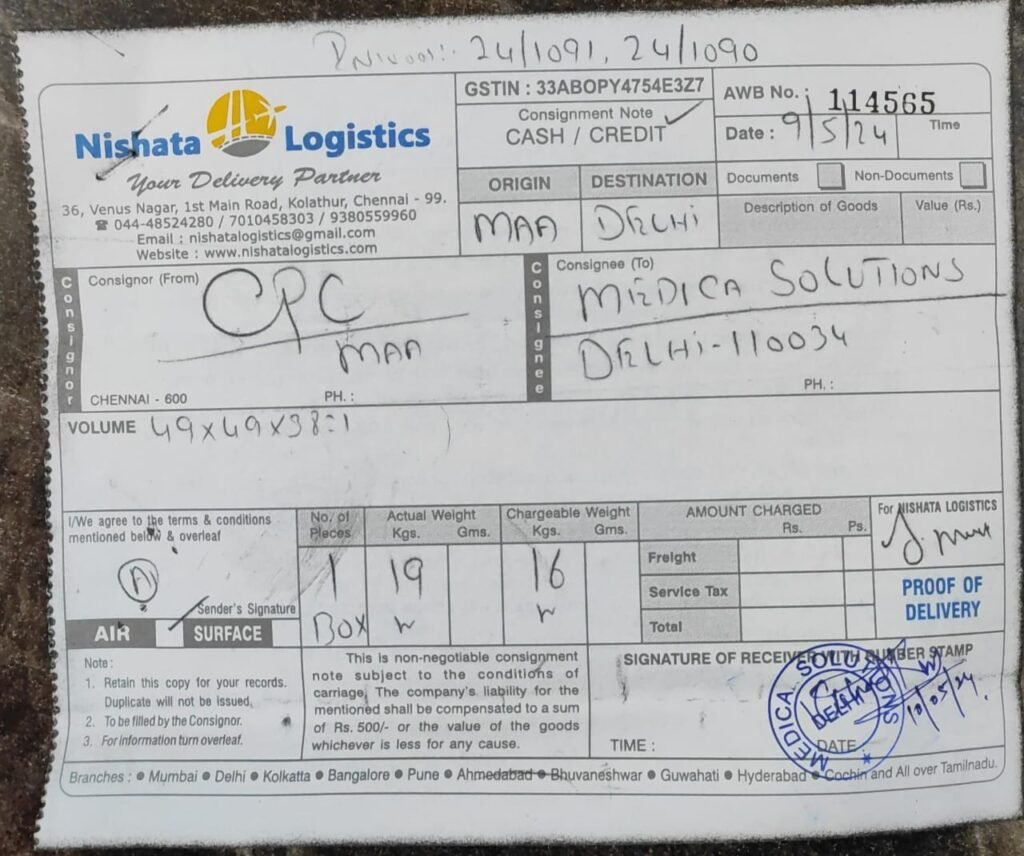 24/1091, 24/1090
Nishata Logistics
Your Delivery Partner
36, Venus Nagar, 1st Main Road, Kolathur, Chennai - 99.
☎ 044-48524280 / 7010458303 / 9380559960
Email : nishatalogistics@gmail.com
Website : www.nishatalogistics.com
GSTIN : 33ABOPY4754E3Z7
Consignment Note ✓
CASH / CREDIT
AWB No. : 114565
Date : 9/5/24 Time
ORIGIN DESTINATION
MAA DELHI
Documents Non-Documents
Description of Goods Value (Rs.)
Consignor
Consignor (From)
CPC
MAA
CHENNAI - 600 PH. :
Consignee
Consignee (To)
MEDICA SOLUTIONS
DELHI-110034
PH. :
VOLUME 49x49x38=1
I/We agree to the terms & conditions
mentioned below & overleaf
A
Sender's Signature
AIR SURFACE
No. of Pieces
1
BOX
Actual Weight
Kgs. Gms.
19
Chargeable Weight
Kgs. Gms.
16
AMOUNT CHARGED
Rs. Ps.
Freight
Service Tax
Total
For NISHATA LOGISTICS
PROOF OF
DELIVERY
Note :
1. Retain this copy for your records.
Duplicate will not be issued.
2. To be filled by the Consignor.
3. For information turn overleaf.
This is non-negotiable consignment
note subject to the conditions of
carriage. The company's liability for the
mentioned shall be compensated to a sum
of Rs. 500/- or the value of the goods
whichever is less for any cause.
SIGNATURE OF RECEIVER WITH RUBBER STAMP
MEDICA SOLUTIONS
DELHI
10/05/24.
TIME : DATE :
Branches : ● Mumbai ● Delhi ● Kolkatta ● Bangalore ● Pune ● Ahmedabad ● Bhuvaneshwar ● Guwahati ● Hyderabad ● Cochin and All over Tamilnadu.